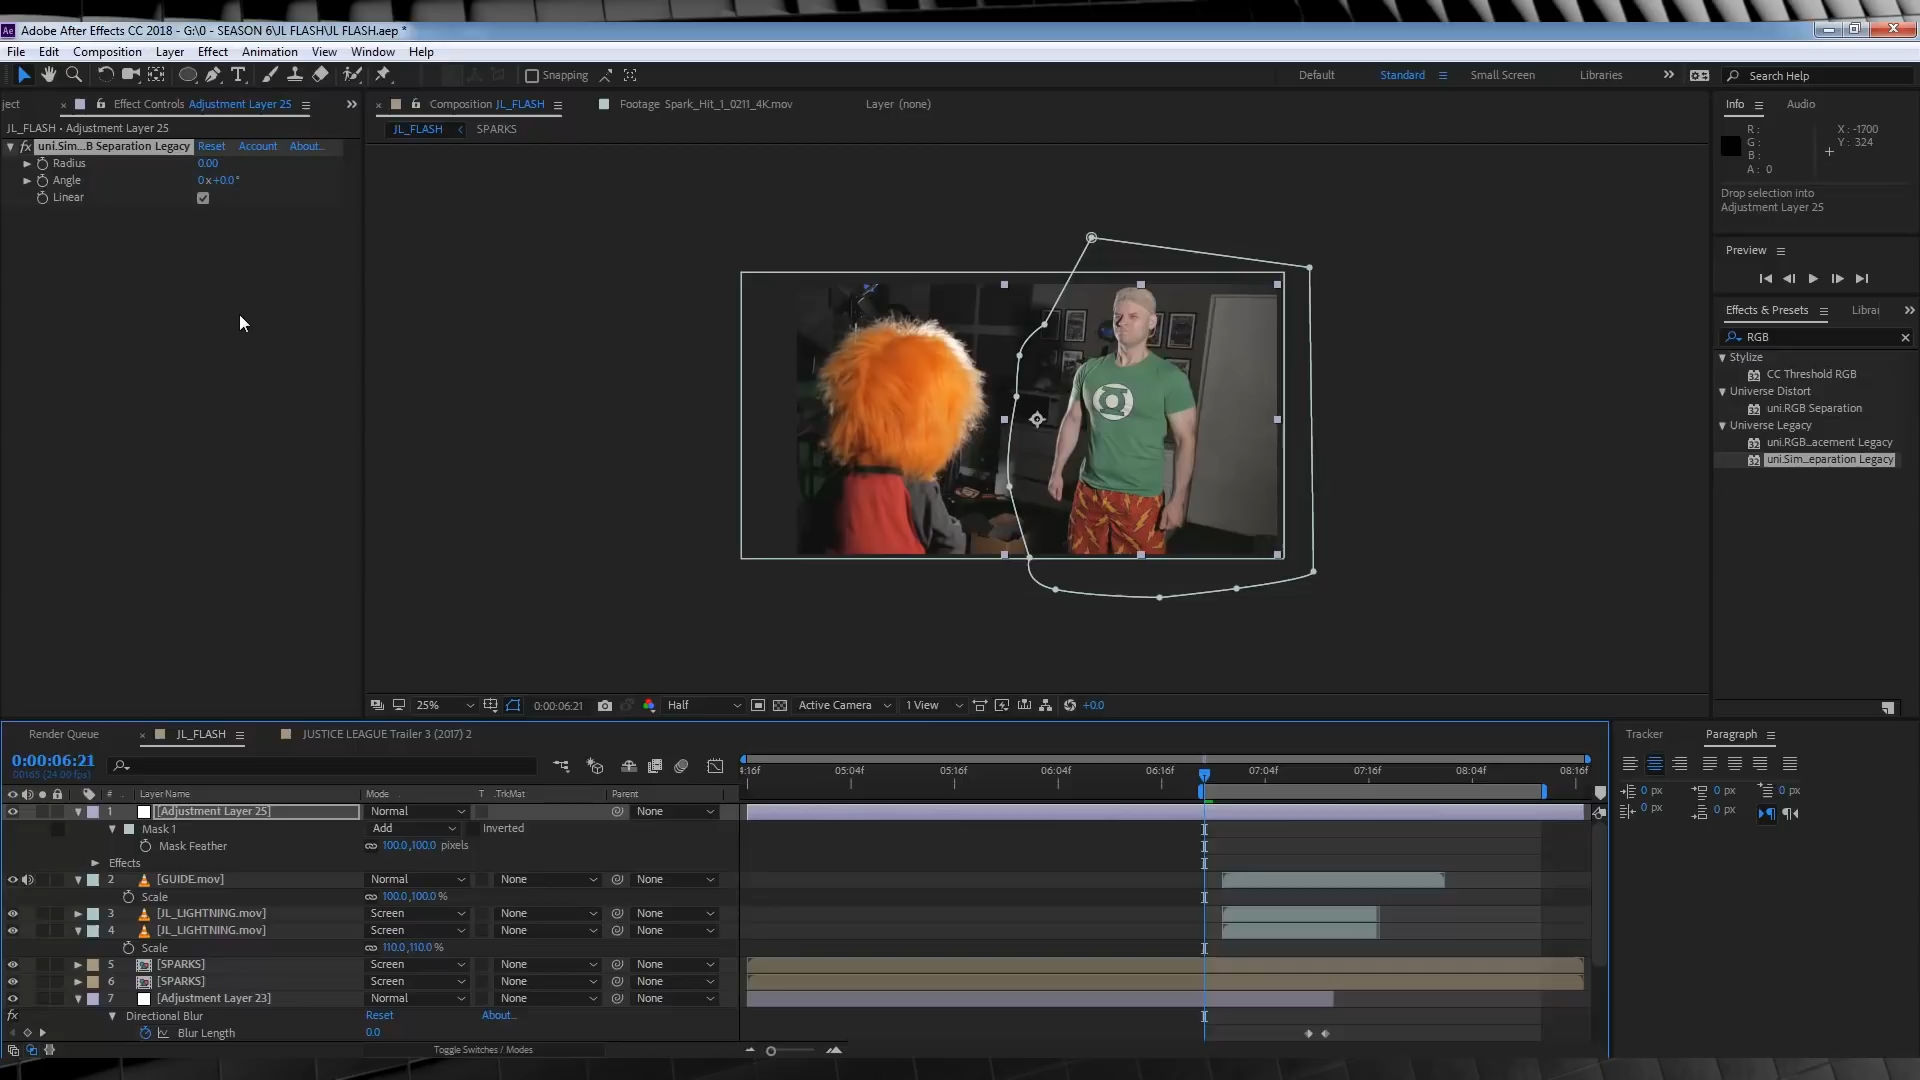 Adobe After Effects CC 2018 - G:\0 - SEASON 6\JL FLASH\JL FLASH.aep *
File Edit Composition Layer Effect Animation View Window Help
Snapping Default Standard Small Screen Libraries Search Help
ject Effect Controls Adjustment Layer 25
JL_FLASH • Adjustment Layer 25
uni.Sim...B Separation Legacy Reset Account About...
Radius 0.00
Angle 0x+0.0°
Linear
Composition JL_FLASH Footage Spark_Hit_1_0211_4K.mov Layer (none)
JL_FLASH SPARKS
25% 0:00:06:21 Half Active Camera 1 View +0.0
Info Audio
R: X: -1700
G: Y: 324
B:
A: 0
Drop selection into
Adjustment Layer 25
Preview
Effects & Presets Librar
RGB
Stylize
CC Threshold RGB
Universe Distort
uni.RGB Separation
Universe Legacy
uni.RGB...acement Legacy
uni.Sim...eparation Legacy
Render Queue JL_FLASH JUSTICE LEAGUE Trailer 3 (2017) 2
0:00:06:21
00165 (24.00 fps)
4:16f 05:04f 05:16f 06:04f 06:16f 07:04f 07:16f 08:04f 08:16f
# Layer Name Mode T .TrkMat Parent
1 [Adjustment Layer 25] Normal None
Mask 1 Add Inverted
Mask Feather 100.0,100.0 pixels
Effects
2 [GUIDE.mov] Normal None None
Scale 100.0,100.0 %
3 [JL_LIGHTNING.mov] Screen None None
4 [JL_LIGHTNING.mov] Screen None None
Scale 110.0,110.0 %
5 [SPARKS] Screen None None
6 [SPARKS] Screen None None
7 [Adjustment Layer 23] Normal None None
fx Directional Blur Reset About...
Blur Length 0.0
Toggle Switches / Modes
Tracker Paragraph
0 px 0 px 0 px
0 px 0 px